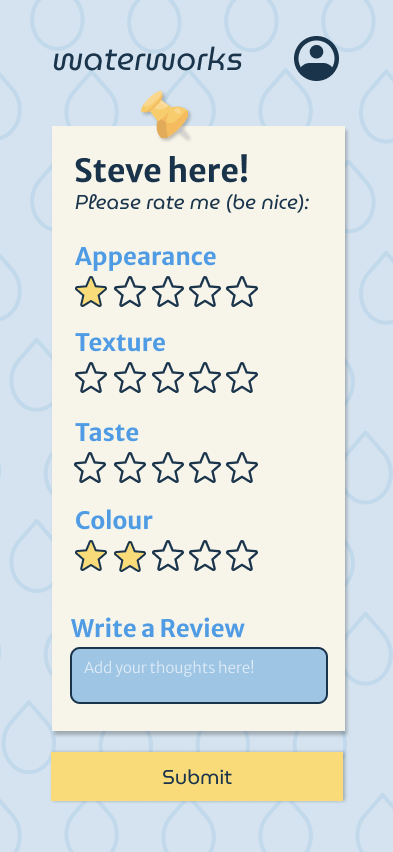 waterworks
Steve here!
Please rate me (be nice):
Appearance
Texture
Taste
Colour
Write a Review
Add your thoughts here!
Submit